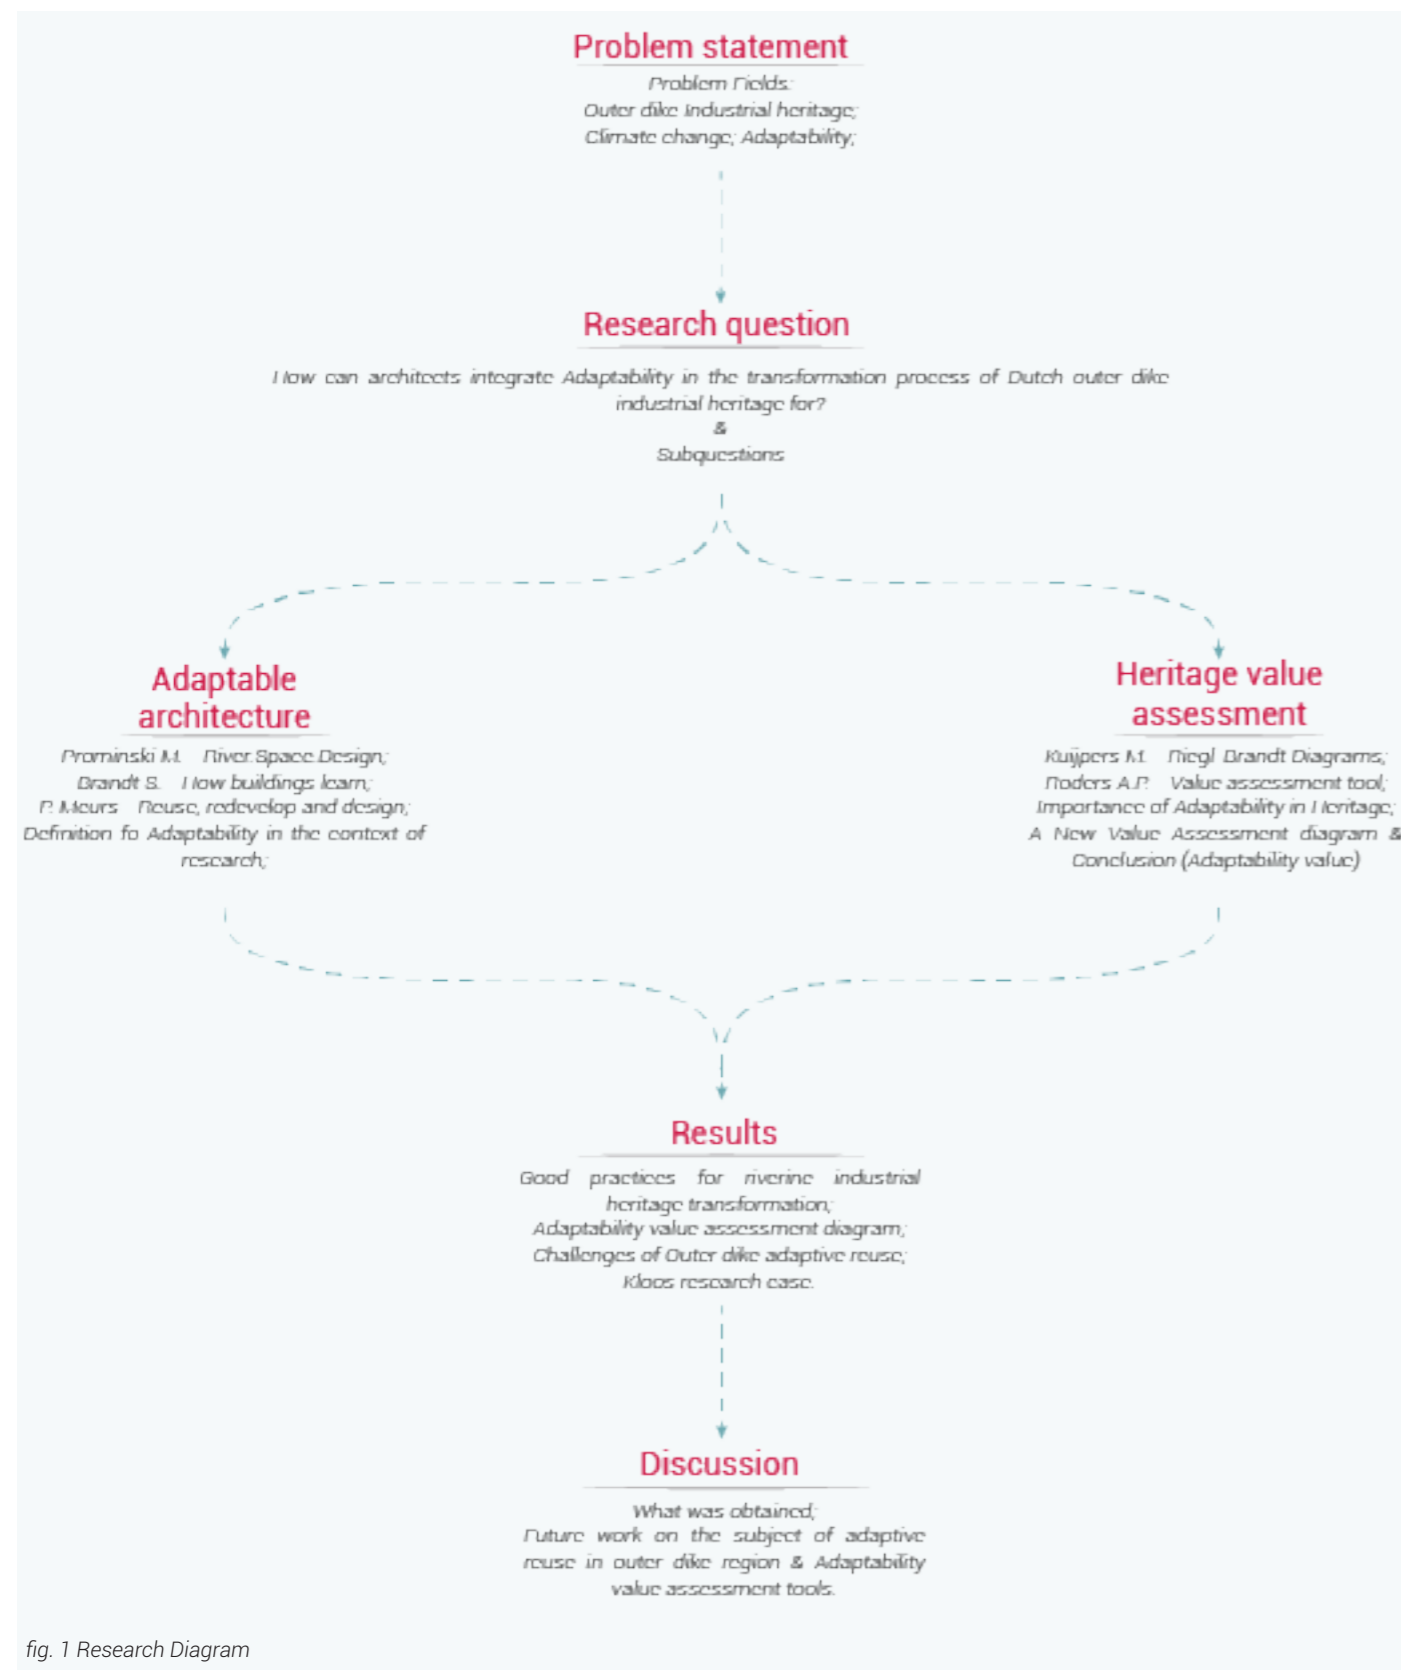 Problem statement
Problem Fields:
Outer dike Industrial heritage;
Climate change; Adaptability;
Research question
How can architects integrate Adaptability in the transformation process of Dutch outer dike
industrial heritage for?
&
Subquestions
Adaptable
architecture
Prominski M. River.Space.Design;
Brandt S. How buildings learn;
P. Meurs Reuse, redevelop and design;
Definition fo Adaptability in the context of
research;
Heritage value
assessment
Kuijpers M. Riegl Brandt Diagrams;
Roders A.P. Value assessment tool;
Importance of Adaptability in Heritage;
A New Value Assessment diagram &
Conclusion (Adaptability value)
Results
Good practices for riverine industrial
heritage transformation;
Adaptability value assessment diagram;
Challenges of Outer dike adaptive reuse;
Kloos research case.
Discussion
What was obtained;
Future work on the subject of adaptive
reuse in outer dike region & Adaptability
value assessment tools.
fig. 1 Research Diagram